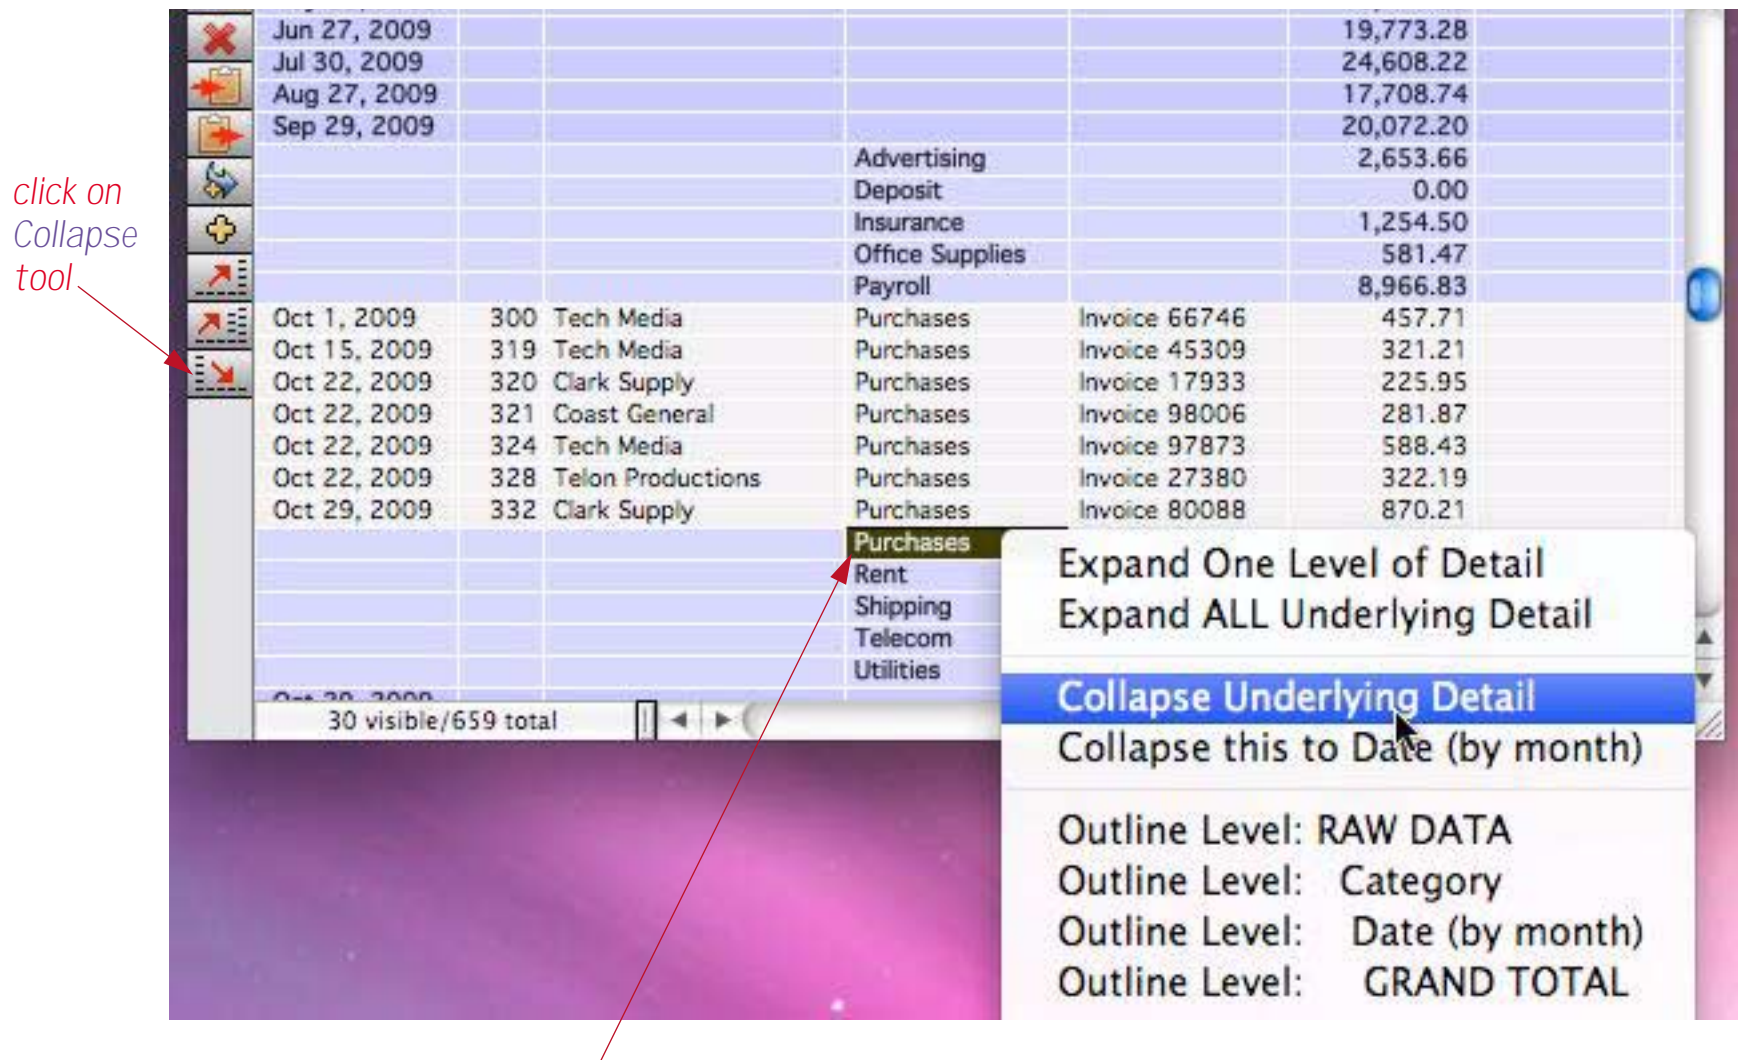 Jun 27, 2009 19,773.28
Jul 30, 2009 24,608.22
Aug 27, 2009 17,708.74
Sep 29, 2009 20,072.20
Advertising 2,653.66
Deposit 0.00
Insurance 1,254.50
Office Supplies 581.47
Payroll 8,966.83
click on
Collapse
tool
Oct 1, 2009 300 Tech Media Purchases Invoice 66746 457.71
Oct 15, 2009 319 Tech Media Purchases Invoice 45309 321.21
Oct 22, 2009 320 Clark Supply Purchases Invoice 17933 225.95
Oct 22, 2009 321 Coast General Purchases Invoice 98006 281.87
Oct 22, 2009 324 Tech Media Purchases Invoice 97873 588.43
Oct 22, 2009 328 Telon Productions Purchases Invoice 27380 322.19
Oct 29, 2009 332 Clark Supply Purchases Invoice 80088 870.21
Purchases
Rent
Shipping
Telecom
Utilities
30 visible/659 total
Expand One Level of Detail
Expand ALL Underlying Detail
Collapse Underlying Detail
Collapse this to Date (by month)
Outline Level: RAW DATA
Outline Level: Category
Outline Level: Date (by month)
Outline Level: GRAND TOTAL